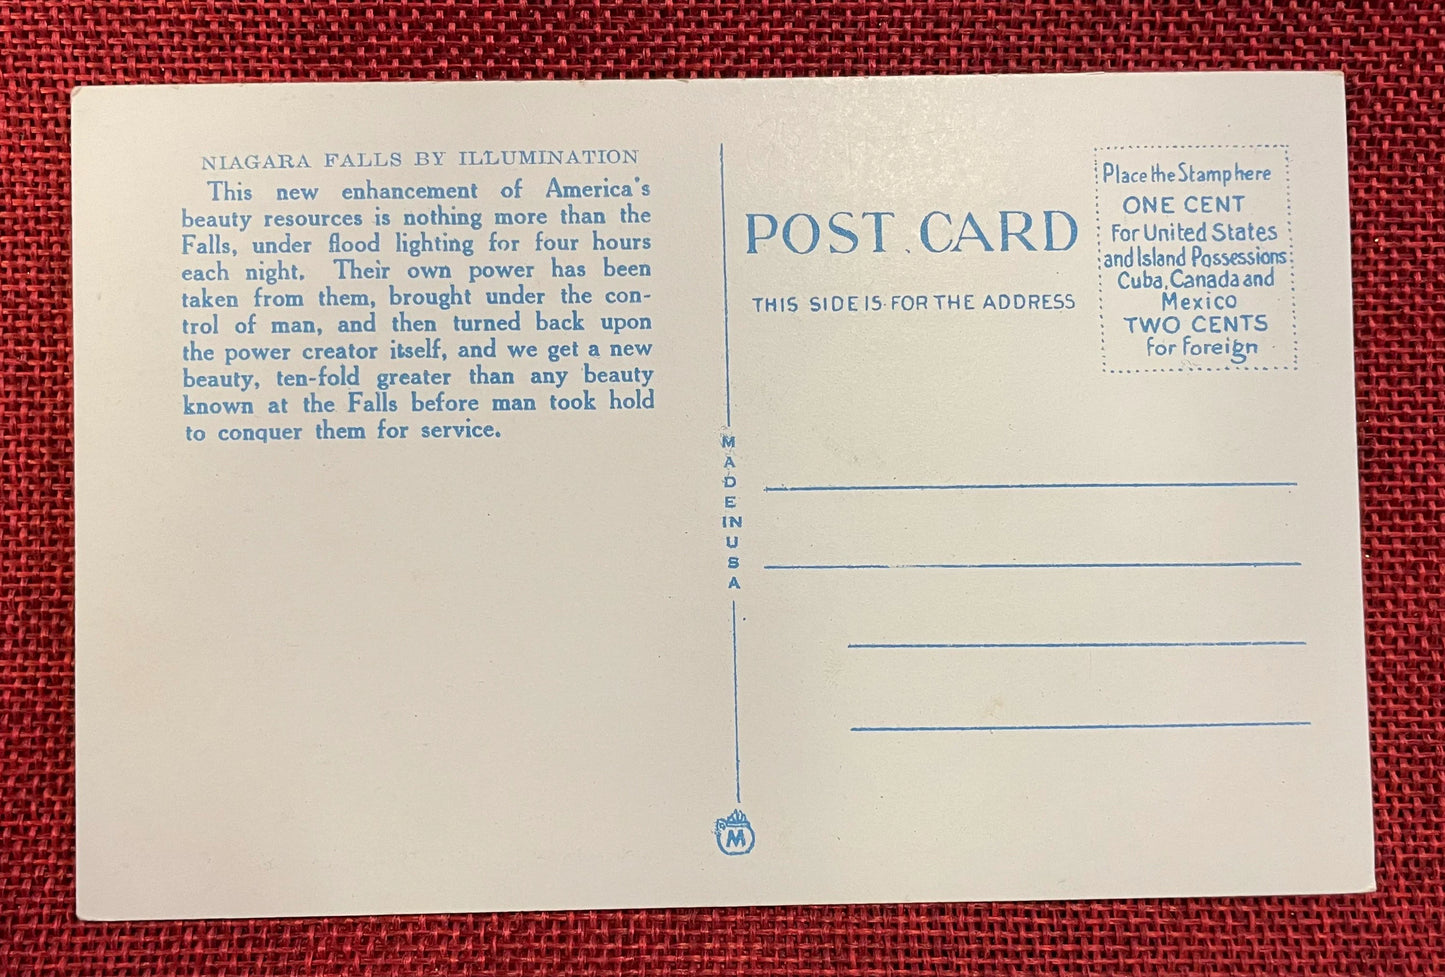 NIAGARA FALLS BY ILLUMINATION
This new enhancement of America's
beauty resources is nothing more than the
Falls, under flood lighting for four hours
each night. Their own power has been
taken from them, brought under the con-
trol of man, and then turned back upon
the power creator itself, and we get a new
beauty, ten-fold greater than any beauty
known at the Falls before man took hold
to conquer them for service.
MADE IN USA
M
POST CARD
THIS SIDE IS FOR THE ADDRESS
Place the Stamp here
ONE CENT
For United States
and Island Possessions
Cuba, Canada and
Mexico
TWO CENTS
For Foreign